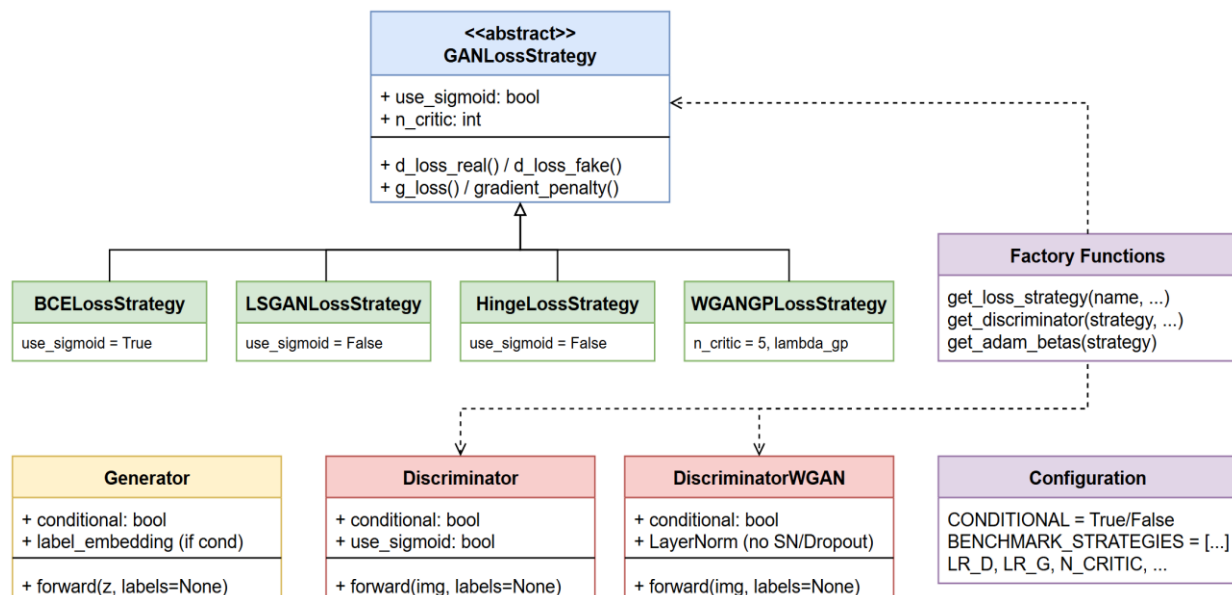 <<abstract>>
GANLossStrategy
+ use_sigmoid: bool
+ n_critic: int
+ d_loss_real() / d_loss_fake()
+ g_loss() / gradient_penalty()
Factory Functions
get_loss_strategy(name, ...)
get_discriminator(strategy, ...)
get_adam_betas(strategy)
BCELossStrategy
use_sigmoid = True
LSGANLossStrategy
use_sigmoid = False
HingeLossStrategy
use_sigmoid = False
WGANGPLossStrategy
n_critic = 5, lambda_gp
Generator
+ conditional: bool
+ label_embedding (if cond)
+ forward(z, labels=None)
Discriminator
+ conditional: bool
+ use_sigmoid: bool
+ forward(img, labels=None)
DiscriminatorWGAN
+ conditional: bool
+ LayerNorm (no SN/Dropout)
+ forward(img, labels=None)
Configuration
CONDITIONAL = True/False
BENCHMARK_STRATEGIES = [...]
LR_D, LR_G, N_CRITIC, ...